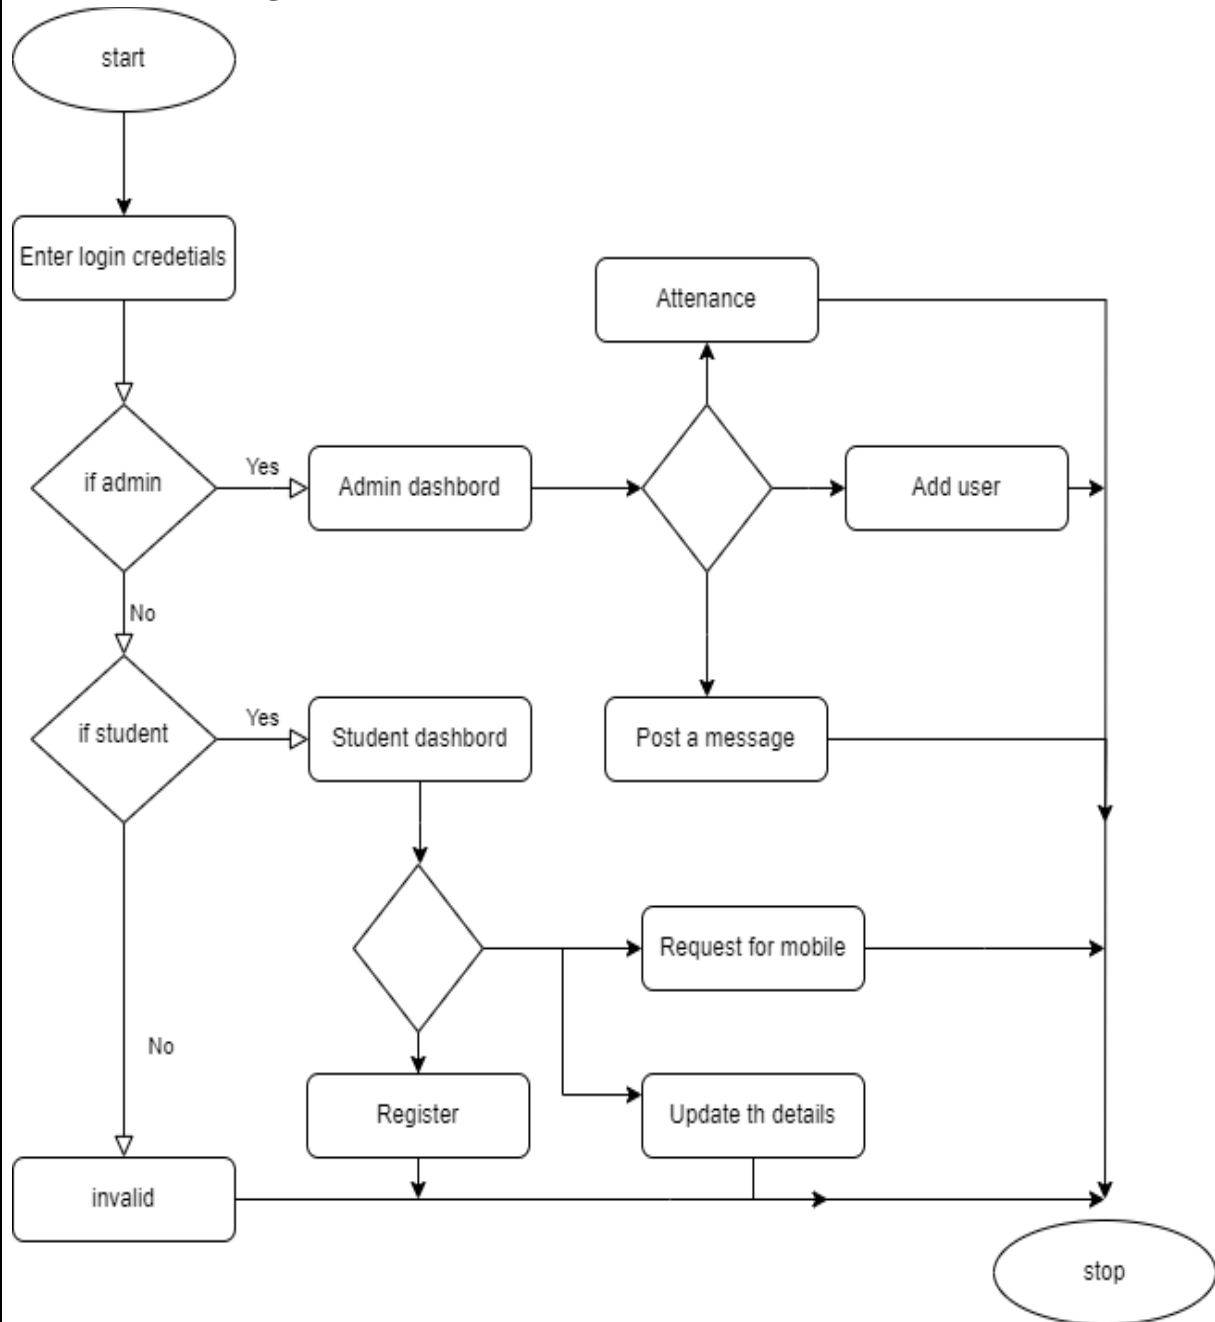 start
Enter login credetials
Attenance
if admin
Yes
Admin dashbord
Add user
No
if student
Yes
Student dashbord
Post a message
Request for mobile
No
Register
Update th details
invalid
stop